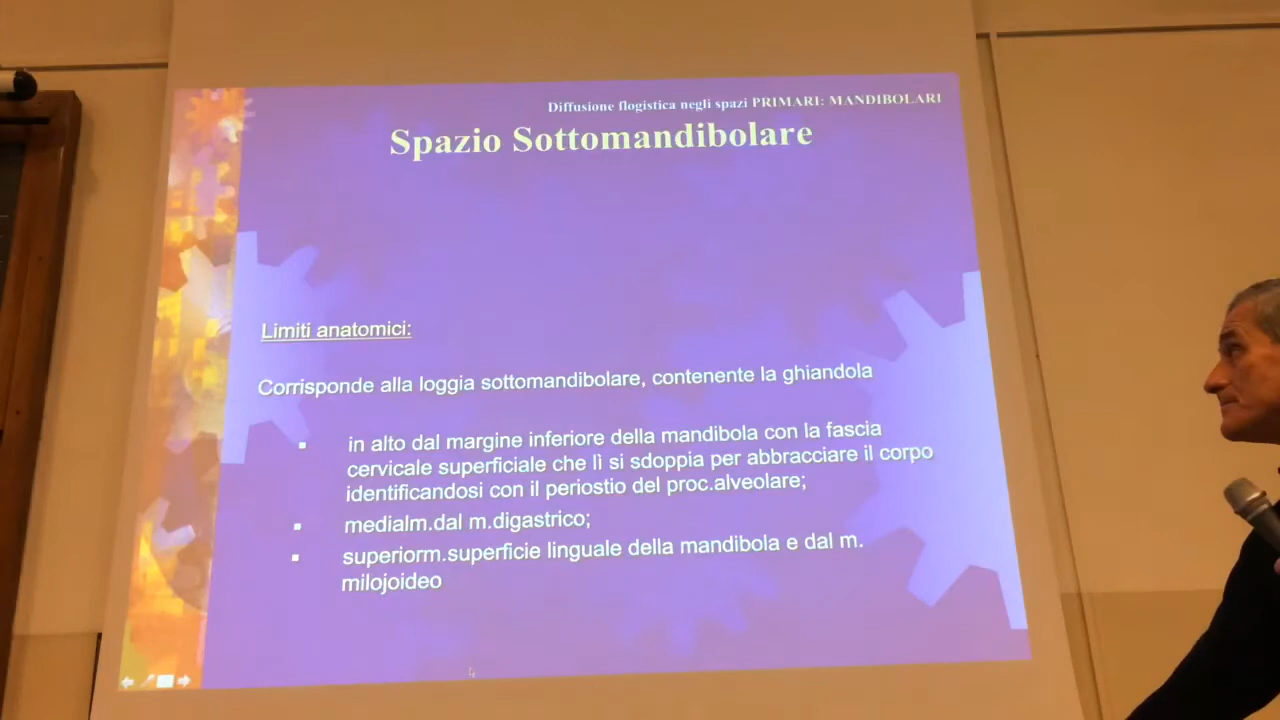 Diffusione flogistica negli spazi PRIMARI: MANDIBOLARI
Spazio Sottomandibolare
Limiti anatomici:
Corrisponde alla loggia sottomandibolare, contenente la ghiandola
▪ in alto dal margine inferiore della mandibola con la fascia
cervicale superficiale che lì si sdoppia per abbracciare il corpo
identificandosi con il periostio del proc.alveolare;
▪ medialm.dal m.digastrico;
▪ superiorm.superficie linguale della mandibola e dal m.
milojoideo